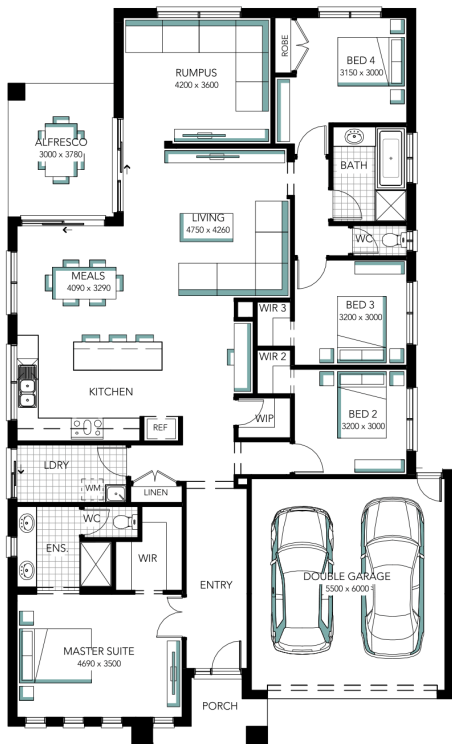 ROBE
BED 4
3150 x 3000
RUMPUS
4200 x 3600
ALFRESCO
3000 x 3780
BATH
LIVING
4750 x 4260
WC
MEALS
4090 x 3290
BED 3
3200 x 3000
WIR 3
WIR 2
KITCHEN
WIP
BED 2
3200 x 3000
REF
LDRY
WM
LINEN
WC
ENS.
WIR
ENTRY
DOUBLE GARAGE
5500 x 6000
MASTER SUITE
4690 x 3500
PORCH